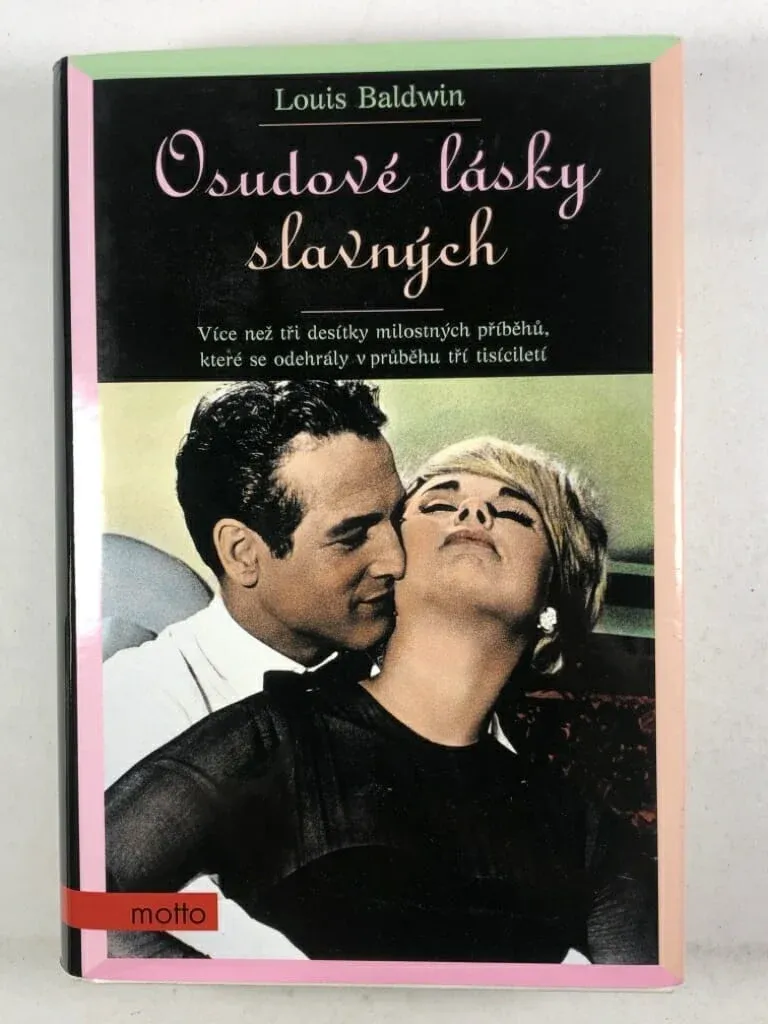 Louis Baldwin
Osudové lásky
slavných
Více než tři desítky milostných příběhů,
které se odehrály v průběhu tří tisíciletí
motto